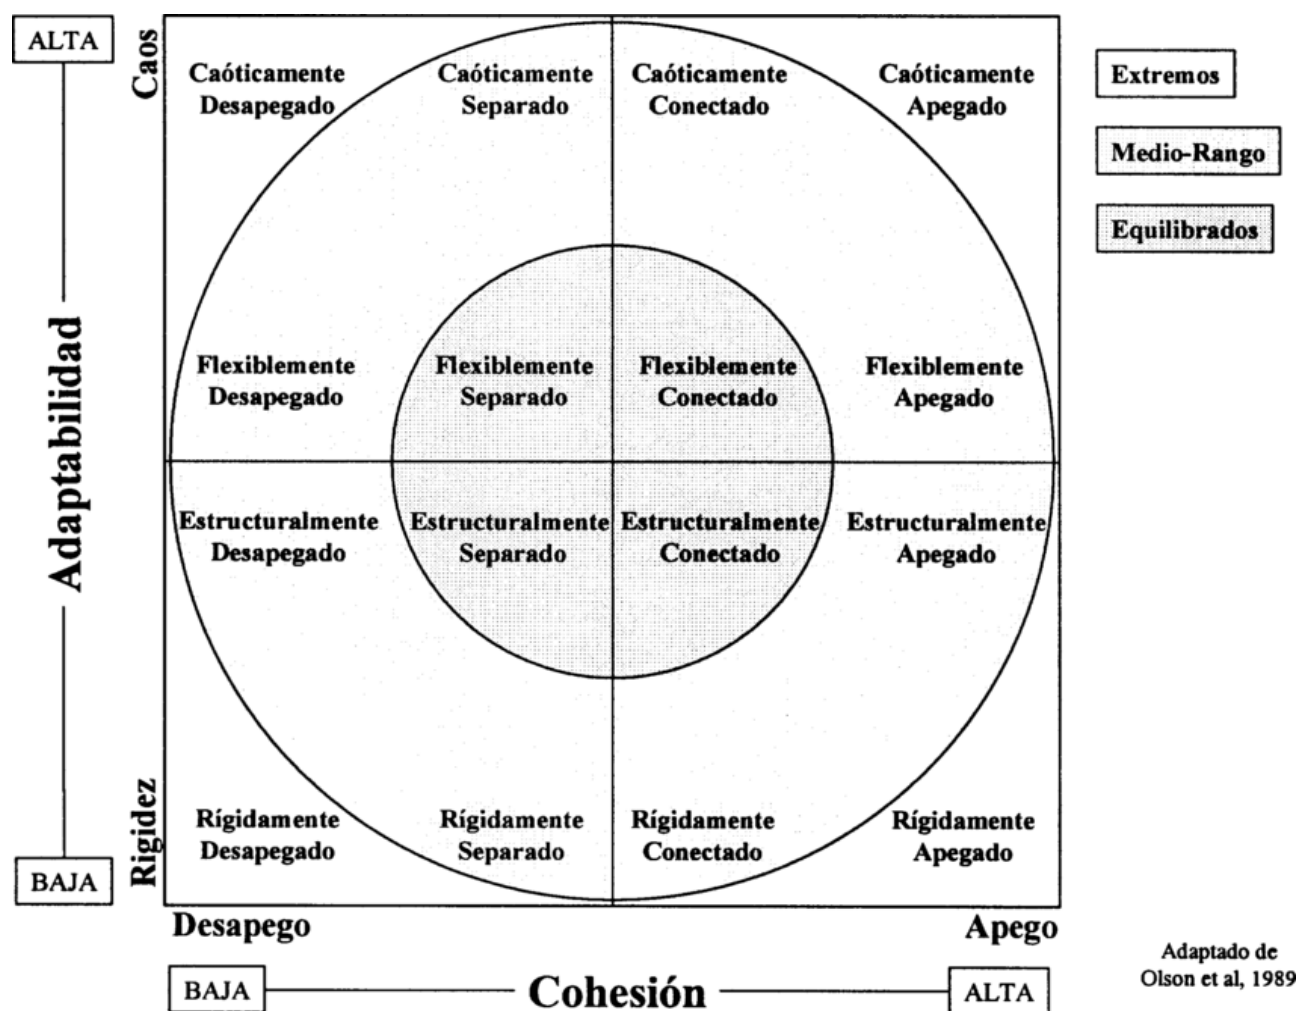 ALTA
Caos
Caóticamente
Desapegado
Caóticamente
Separado
Caóticamente
Conectado
Caóticamente
Apegado
Extremos
Medio-Rango
Equilibrados
Adaptabilidad
Flexiblemente
Desapegado
Flexiblemente
Separado
Flexiblemente
Conectado
Flexiblemente
Apegado
Estructuralmente
Desapegado
Estructuralmente
Separado
Estructuralmente
Conectado
Estructuralmente
Apegado
Rígidamente
Desapegado
Rígidamente
Separado
Rígidamente
Conectado
Rígidamente
Apegado
Rigidez
BAJA
Desapego
Apego
BAJA
Cohesión
ALTA
Adaptado de
Olson et al, 1989